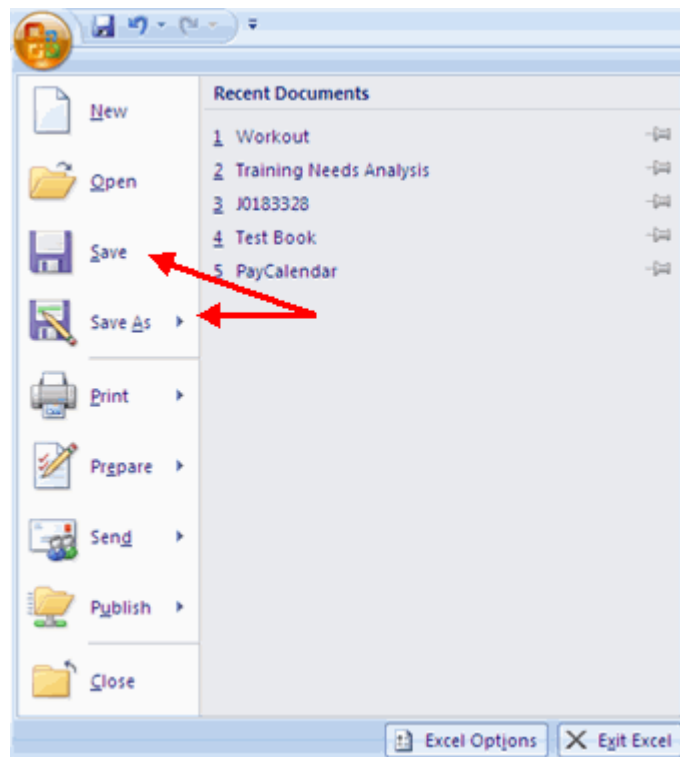 New
Open
Save
Save As
Print
Prepare
Send
Publish
Close
Recent Documents
1 Workout
2 Training Needs Analysis
3 J0183328
4 Test Book
5 PayCalendar
Excel Options
Exit Excel